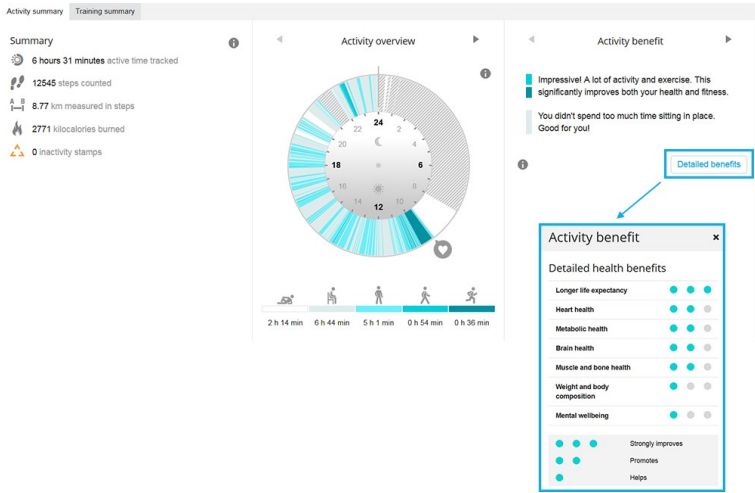 Activity summary
Training summary
Summary
6 hours 31 minutes active time tracked
12545 steps counted
A B
8.77 km measured in steps
2771 kilocalories burned
0 inactivity stamps
Activity overview
24
22
2
20
4
18
6
16
8
14
10
12
2 h 14 min
6 h 44 min
5 h 1 min
0 h 54 min
0 h 36 min
Activity benefit
Impressive! A lot of activity and exercise. This
significantly improves both your health and fitness.
You didn't spend too much time sitting in place.
Good for you!
Detailed benefits
Activity benefit
×
Detailed health benefits
Longer life expectancy
Heart health
Metabolic health
Brain health
Muscle and bone health
Weight and body
composition
Mental wellbeing
Strongly improves
Promotes
Helps